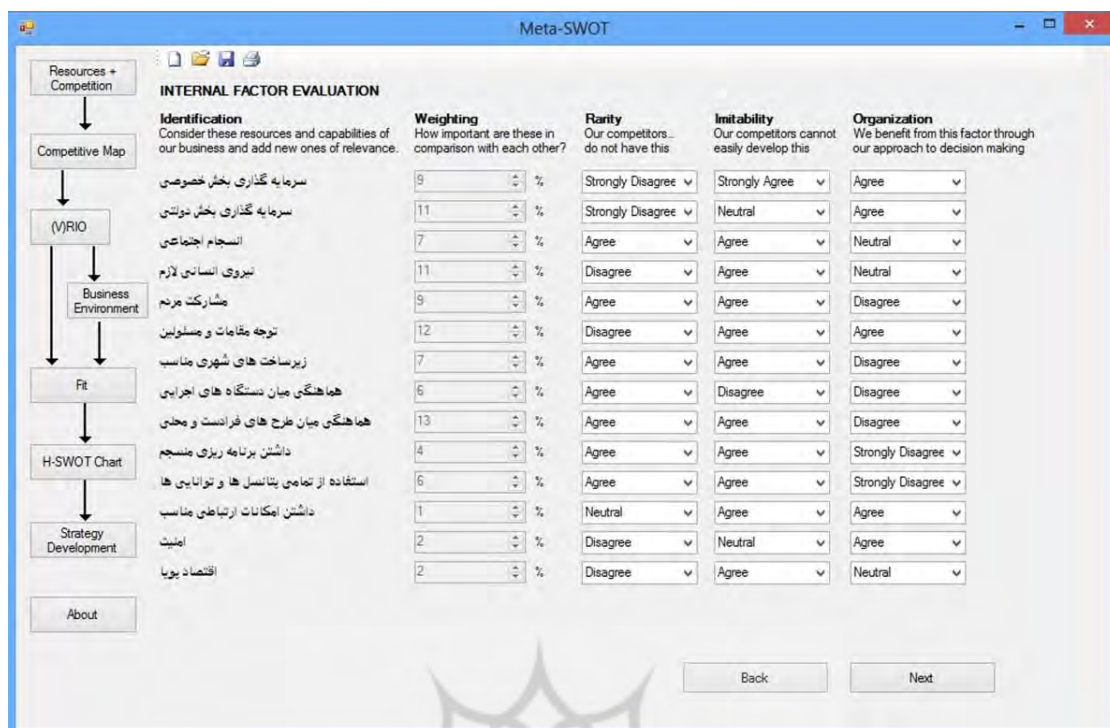 Meta-SWOT
Resources +
Competition
Competitive Map
(V)RIO
Business
Environment
Fit
H-SWOT Chart
Strategy
Development
About
INTERNAL FACTOR EVALUATION
Identification
Consider these resources and capabilities of
our business and add new ones of relevance.
Weighting
How important are these in
comparison with each other?
Rarity
Our competitors...
do not have this
Imitability
Our competitors cannot
easily develop this
Organization
We benefit from this factor through
our approach to decision making
سرمایه گذاری بخش خصوصی 9 % Strongly Disagree Strongly Agree Agree
سرمایه گذاری بخش دولتی 11 % Strongly Disagree Neutral Agree
انسجام اجتماعی 7 % Agree Agree Neutral
نیروی انسانی لازم 11 % Disagree Agree Neutral
مشارکت مردم 9 % Agree Agree Disagree
توجه مقامات و مسئولین 12 % Disagree Agree Agree
زیرساخت های شهری مناسب 7 % Agree Agree Disagree
هماهنگی میان دستگاه های اجرایی 6 % Agree Disagree Disagree
هماهنگی میان طرح های فرادست و محلی 13 % Agree Agree Disagree
داشتن برنامه ریزی منسجم 4 % Agree Agree Strongly Disagree
استفاده از تمامی پتانسل ها و توانایی ها 6 % Agree Agree Strongly Disagree
داشتن امکانات ارتباطی مناسب 1 % Neutral Agree Agree
امنیت 2 % Disagree Neutral Agree
اقتصاد پویا 2 % Disagree Agree Neutral
Back
Next